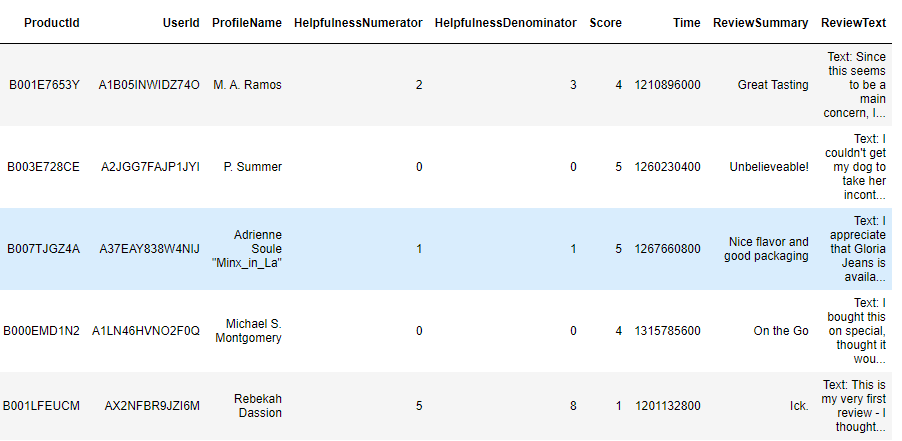 ProductId UserId ProfileName HelpfulnessNumerator HelpfulnessDenominator Score Time ReviewSummary ReviewText
B001E7653Y A1B05INWIDZ74O M. A. Ramos 2 3 4 1210896000 Great Tasting Text: Since
this seems
to be a
main
concern, I...
B003E728CE A2JGG7FAJP1JYI P. Summer 0 0 5 1260230400 Unbelieveable! Text: I
couldn't get
my dog to
take her
incont...
B007TJGZ4A A37EAY838W4NIJ Adrienne
Soule
"Minx_in_La" 1 1 5 1267660800 Nice flavor and
good packaging Text: I
appreciate
that Gloria
Jeans is
availa...
B000EMD1N2 A1LN46HVNO2F0Q Michael S.
Montgomery 0 0 4 1315785600 On the Go Text: I
bought this
on special,
thought it
wou...
B001LFEUCM AX2NFBR9JZI6M Rebekah
Dassion 5 8 1 1201132800 Ick. Text: This is
my very first
review - I
thought...